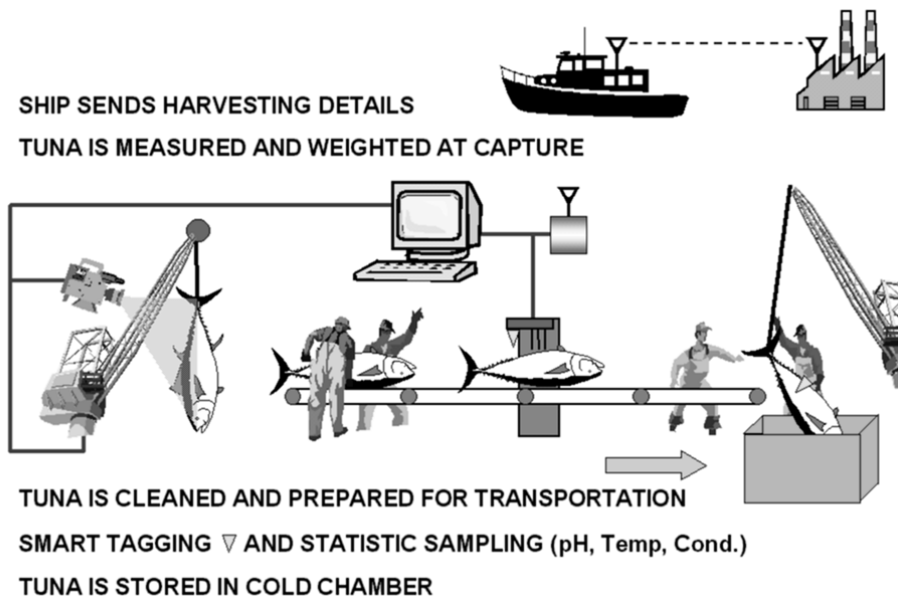 SHIP SENDS HARVESTING DETAILS
TUNA IS MEASURED AND WEIGHTED AT CAPTURE
TUNA IS CLEANED AND PREPARED FOR TRANSPORTATION
SMART TAGGING AND STATISTIC SAMPLING (pH, Temp, Cond.)
TUNA IS STORED IN COLD CHAMBER